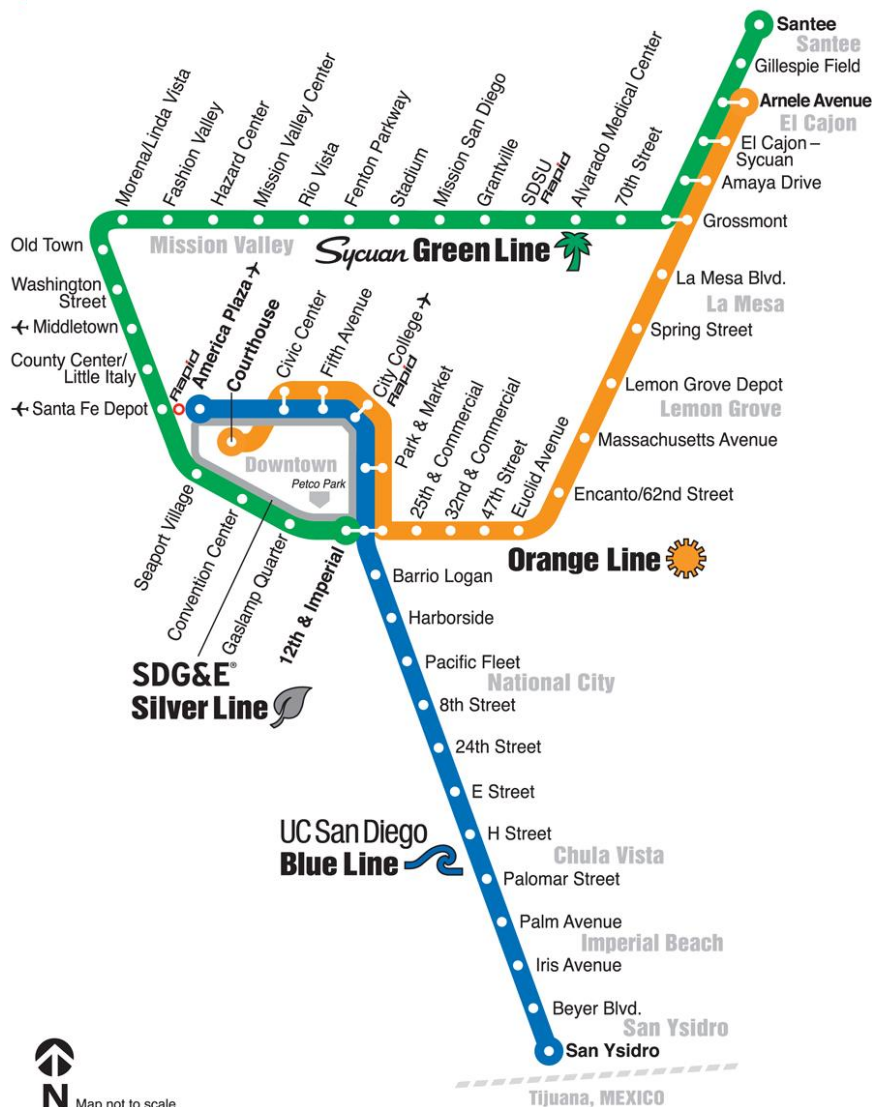 Santee
Santee
Gillespie Field
Arnele Avenue
El Cajon
El Cajon –
Sycuan
Amaya Drive
Grossmont
La Mesa Blvd.
La Mesa
Spring Street
Lemon Grove Depot
Lemon Grove
Massachusetts Avenue
Encanto/62nd Street
Morena/Linda Vista
Fashion Valley
Hazard Center
Mission Valley Center
Rio Vista
Fenton Parkway
Stadium
Mission San Diego
Grantville
SDSU
Rapid
Alvarado Medical Center
70th Street
Mission Valley
Sycuan Green Line
Old Town
Washington
Street
Middletown
County Center/
Little Italy
Santa Fe Depot
Rapid
America Plaza
Courthouse
Civic Center
Fifth Avenue
City College
Rapid
Park & Market
25th & Commercial
32nd & Commercial
47th Street
Euclid Avenue
Downtown
Petco Park
Orange Line
Seaport Village
Convention Center
Gaslamp Quarter
12th & Imperial
SDG&E®
Silver Line
Barrio Logan
Harborside
Pacific Fleet
National City
8th Street
24th Street
E Street
UC San Diego
Blue Line
H Street
Chula Vista
Palomar Street
Palm Avenue
Imperial Beach
Iris Avenue
Beyer Blvd.
San Ysidro
San Ysidro
Tijuana, MEXICO
N Map not to scale